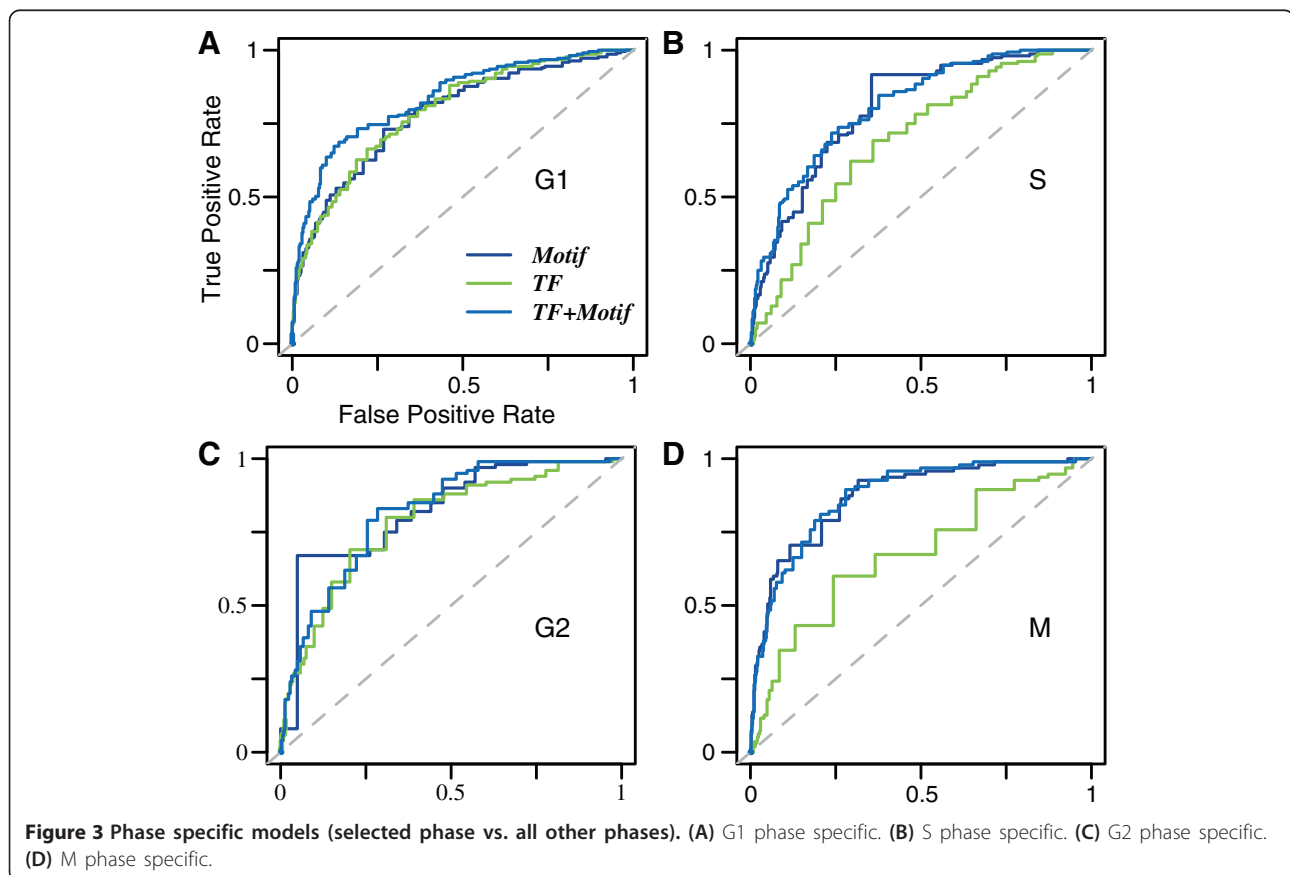 A
B
1
0.5
0
True Positive Rate
G1
Motif
TF
TF+Motif
0
0.5
1
False Positive Rate
1
0.5
0
S
0
0.5
1
C
D
1
0.5
0
G2
0
0.5
1
1
0.5
0
M
0
0.5
1
Figure 3 Phase specific models (selected phase vs. all other phases). (A) G1 phase specific. (B) S phase specific. (C) G2 phase specific.
(D) M phase specific.